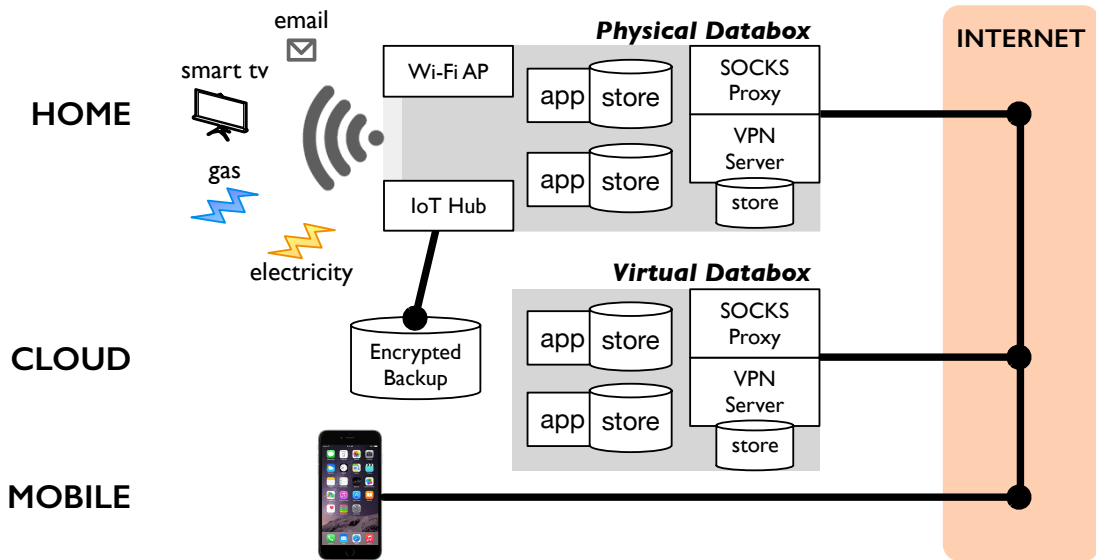 email
Physical Databox
INTERNET
smart tv
Wi-Fi AP
SOCKS
Proxy
app
store
HOME
VPN
Server
gas
app
store
IoT Hub
store
electricity
Virtual Databox
SOCKS
Proxy
app
store
CLOUD
Encrypted
Backup
VPN
Server
app
store
store
MOBILE